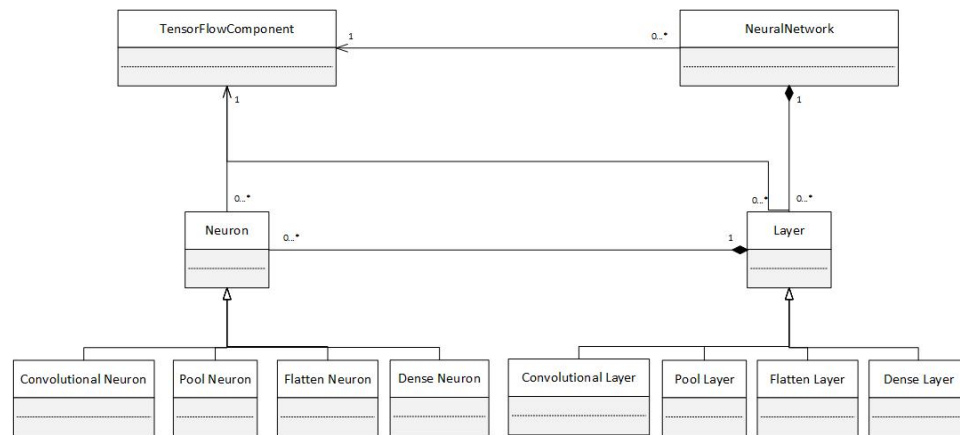 TensorFlowComponent
NeuralNetwork
1
0...*
1
1
0...*
0...*
0...*
Neuron
Layer
0...*
1
Convolutional Neuron
Pool Neuron
Flatten Neuron
Dense Neuron
Convolutional Layer
Pool Layer
Flatten Layer
Dense Layer